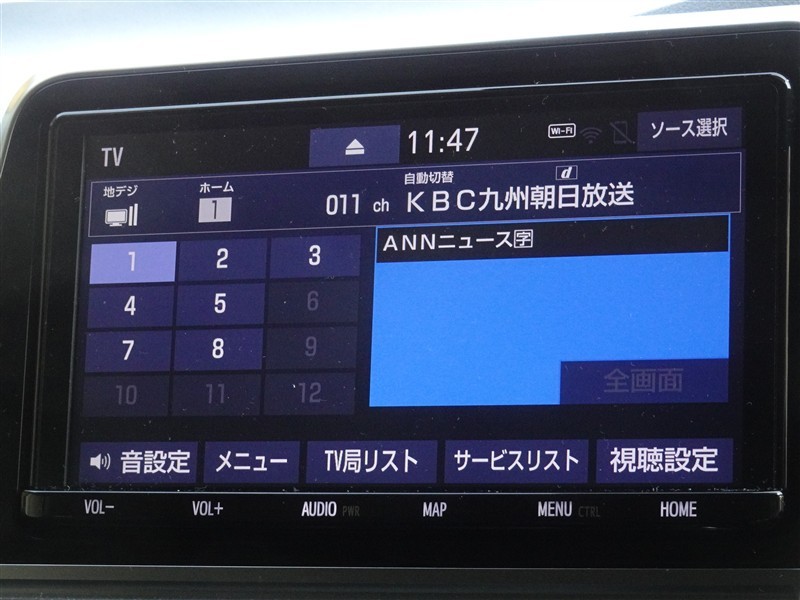 TV
11:47
Wi-Fi
ソース選択
地デジ
ホーム
1
011 ch
自動切替
d
KBC九州朝日放送
ANNニュース字
1 2 3
4 5 6
7 8 9
10 11 12
全画面
音設定 メニュー TV局リスト サービスリスト 視聴設定
VOL- VOL+ AUDIO PWR MAP MENU CTRL HOME